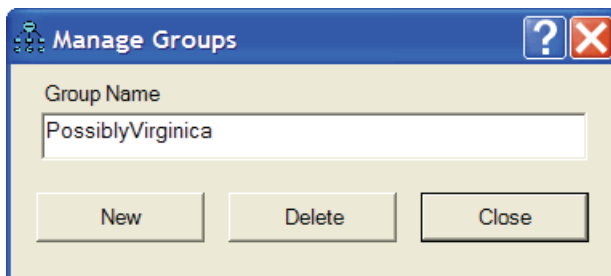 Manage Groups
Group Name
PossiblyVirginica
New Delete Close